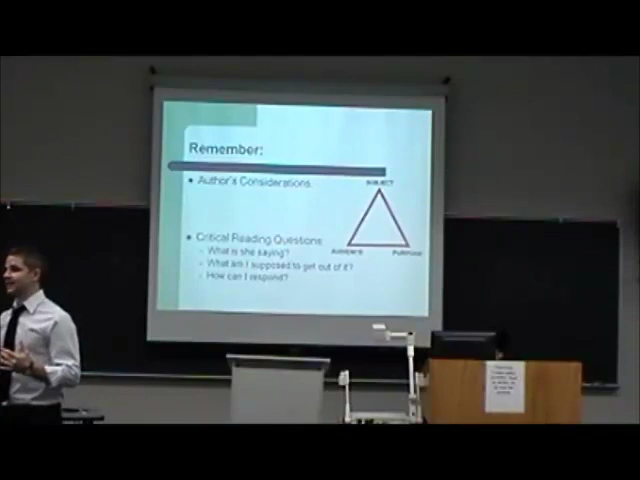 Remember:
Author's Considerations
SUBJECT
AUDIENCE
PURPOSE
Critical Reading Questions:
What is she saying?
What am I supposed to get out of it?
How can I respond?